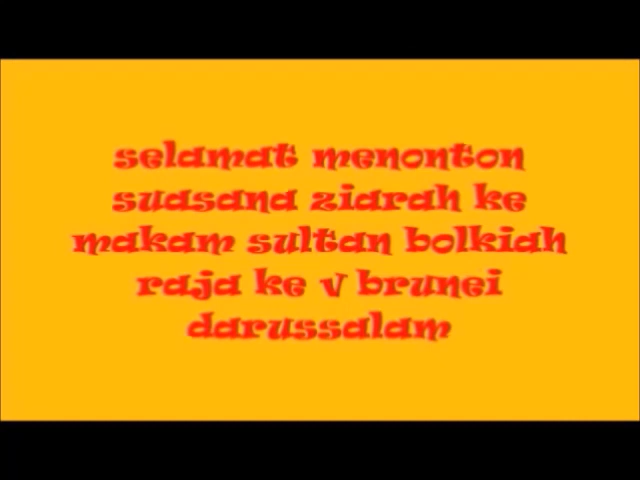 selamat menonton
suasana ziarah ke
makam sultan bolkiah
raja ke v brunei
darussalam